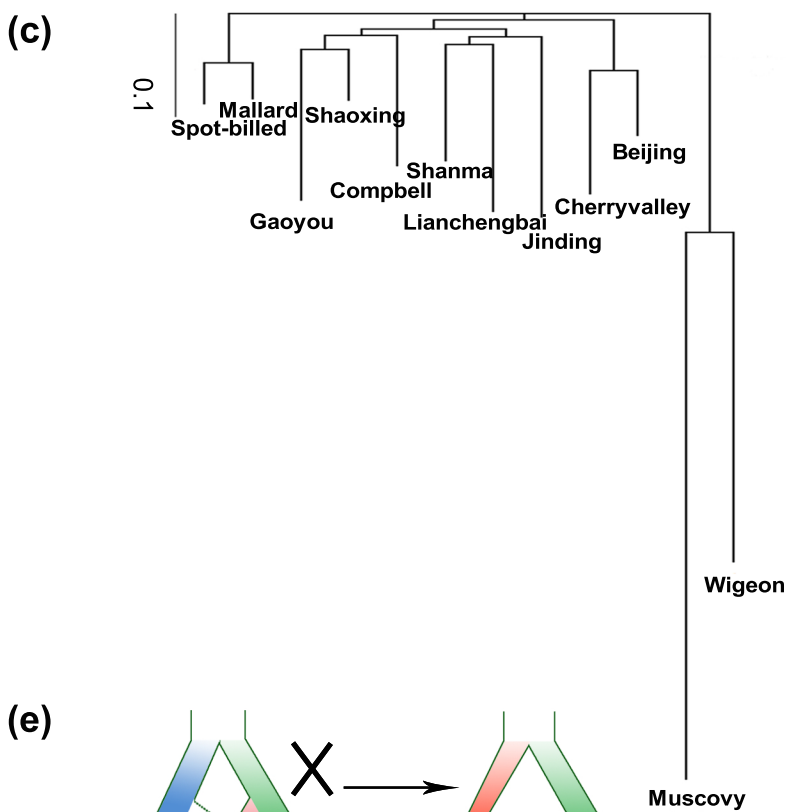 (c)
0.1
Mallard
Spot-billed
Shaoxing
Beijing
Shanma
Compbell
Cherryvalley
Gaoyou
Lianchengbai
Jinding
Wigeon
(e)
X
Muscovy